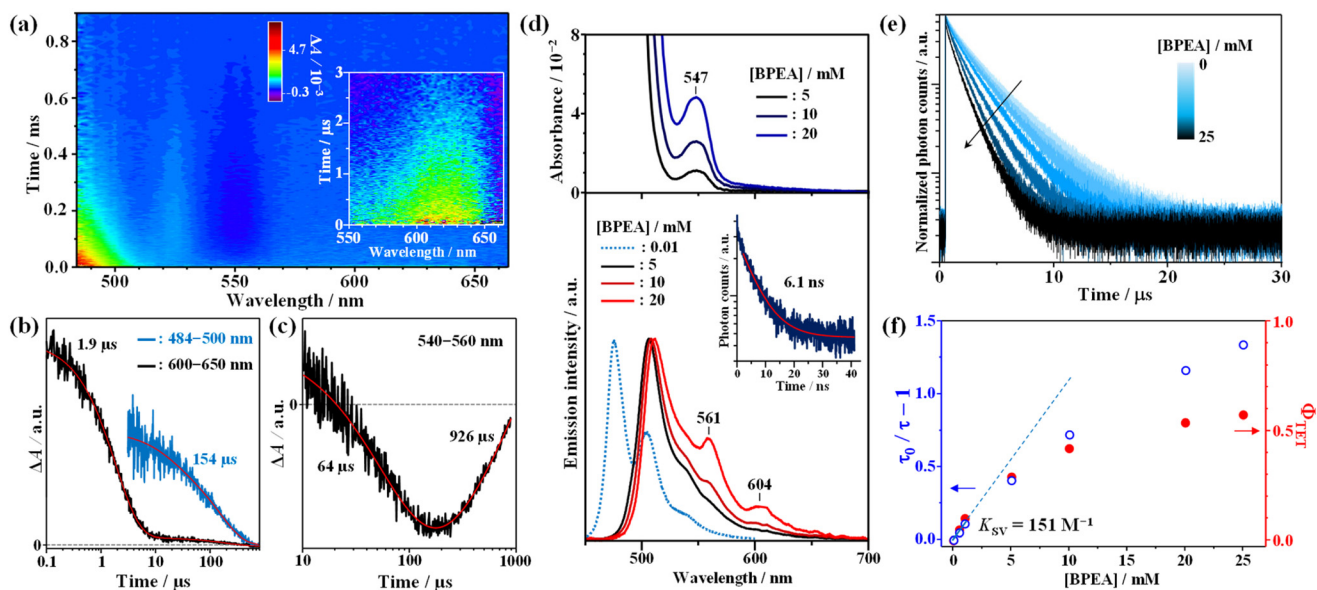 (a)
0.8
0.6
0.4
0.2
0.0
Time / ms
500
550
600
650
Wavelength / nm
4.7
−0.3
ΔA / 10⁻³
3
2
1
0
Time / μs
550
600
650
Wavelength / nm
(b)
1.9 μs
: 484−500 nm
: 600−650 nm
154 μs
ΔA / a.u.
0.1
1
10
100
Time / μs
(c)
540−560 nm
64 μs
926 μs
ΔA / a.u.
0
10
100
1000
Time / μs
(d)
8
4
0
Absorbance / 10⁻²
547
[BPEA] / mM
: 5
: 10
: 20
[BPEA] / mM
: 0.01
: 5
: 10
: 20
Emission intensity / a.u.
561
604
Photon counts / a.u.
6.1 ns
0
10
20
30
40
Time / ns
500
600
700
Wavelength / nm
(e)
Normalized photon counts / a.u.
[BPEA] / mM
0
25
0
10
20
30
Time / μs
(f)
1.5
1.0
0.5
0.0
τ₀ / τ − 1
0.75
0.25
1.0
0.5
0.0
Φ_TET
K_SV = 151 M⁻¹
0
5
10
15
20
25
[BPEA] / mM